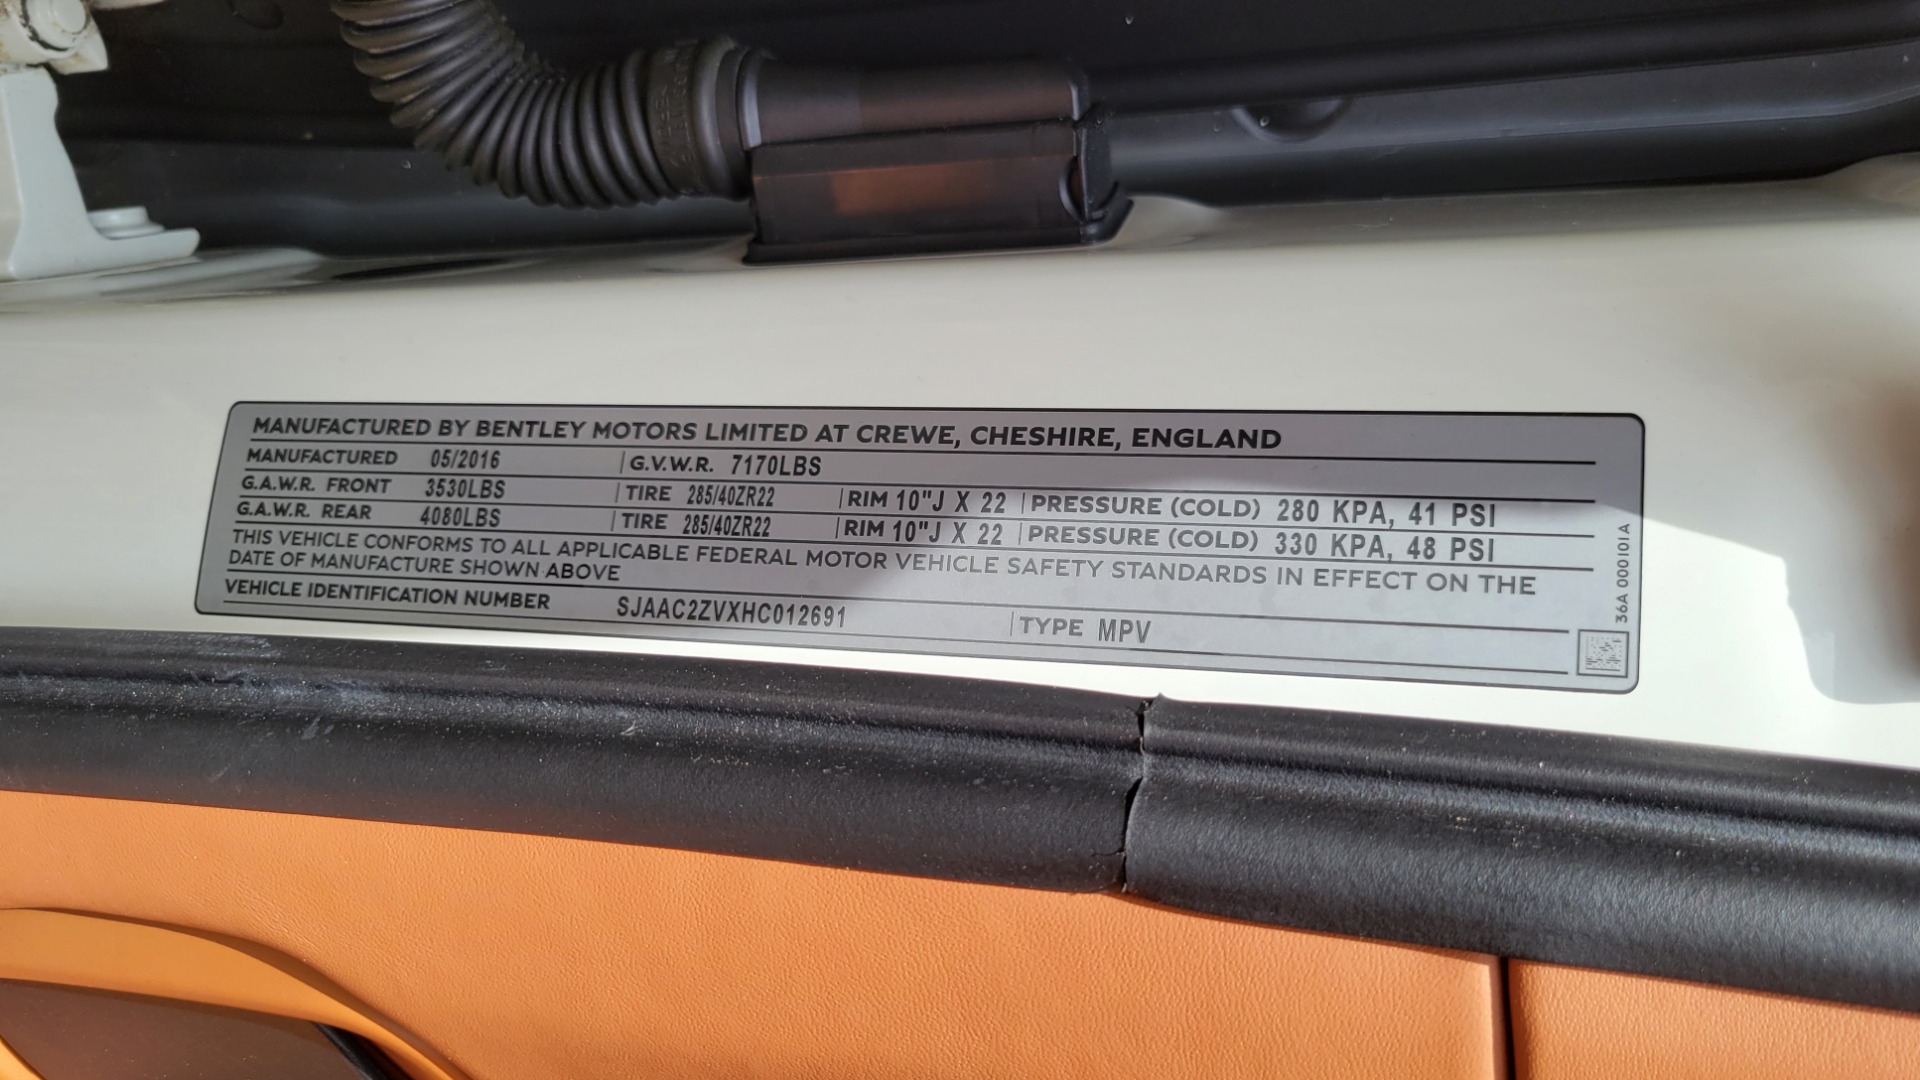 MANUFACTURED BY BENTLEY MOTORS LIMITED AT CREWE, CHESHIRE, ENGLAND
MANUFACTURED 05/2016 G.V.W.R. 7170LBS
G.A.W.R. FRONT 3530LBS TIRE 285/40ZR22 RIM 10"J X 22 PRESSURE (COLD) 280 KPA, 41 PSI
G.A.W.R. REAR 4080LBS TIRE 285/40ZR22 RIM 10"J X 22 PRESSURE (COLD) 330 KPA, 48 PSI
THIS VEHICLE CONFORMS TO ALL APPLICABLE FEDERAL MOTOR VEHICLE SAFETY STANDARDS IN EFFECT ON THE
DATE OF MANUFACTURE SHOWN ABOVE
VEHICLE IDENTIFICATION NUMBER SJAAC2ZVXHC012691 TYPE MPV
36A 000101A